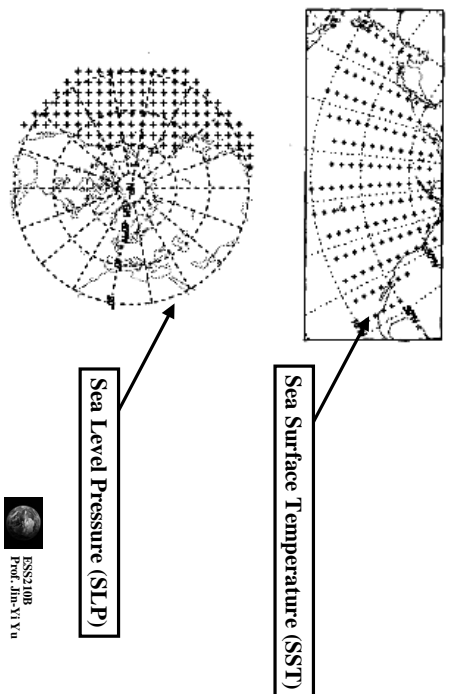 Sea Surface Temperature (SST)
Sea Level Pressure (SLP)
ESS210B
Prof. Jin-Yi Yu